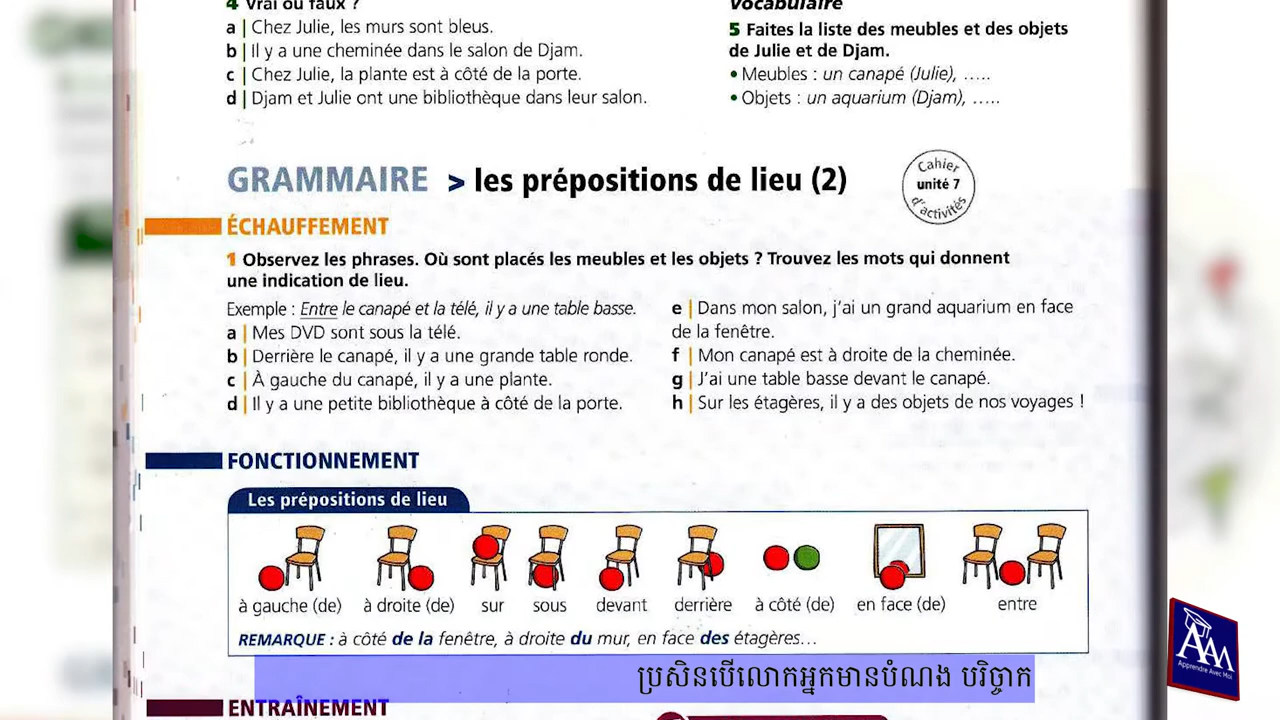 4 Vrai ou faux ?
a | Chez Julie, les murs sont bleus.
b | Il y a une cheminée dans le salon de Djam.
c | Chez Julie, la plante est à côté de la porte.
d | Djam et Julie ont une bibliothèque dans leur salon.
Vocabulaire
5 Faites la liste des meubles et des objets
de Julie et de Djam.
• Meubles : un canapé (Julie), .....
• Objets : un aquarium (Djam), .....
GRAMMAIRE > les prépositions de lieu (2)
Cahier
unité 7
d'activités
ÉCHAUFFEMENT
1 Observez les phrases. Où sont placés les meubles et les objets ? Trouvez les mots qui donnent
une indication de lieu.
Exemple : Entre le canapé et la télé, il y a une table basse.
a | Mes DVD sont sous la télé.
b | Derrière le canapé, il y a une grande table ronde.
c | À gauche du canapé, il y a une plante.
d | Il y a une petite bibliothèque à côté de la porte.
e | Dans mon salon, j'ai un grand aquarium en face
de la fenêtre.
f | Mon canapé est à droite de la cheminée.
g | J'ai une table basse devant le canapé.
h | Sur les étagères, il y a des objets de nos voyages !
FONCTIONNEMENT
Les prépositions de lieu
à gauche (de) à droite (de) sur sous devant derrière à côté (de) en face (de) entre
REMARQUE : à côté de la fenêtre, à droite du mur, en face des étagères...
ប្រសិនបើលោកអ្នកមានបំណង បរិច្ចាក
ENTRAÎNEMENT
AAM
Apprendre Avec Moi